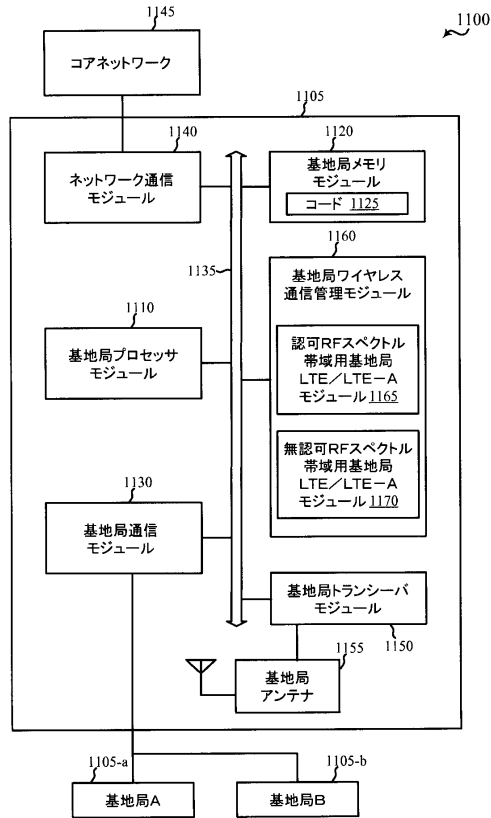 1145
1100
コアネットワーク
1105
1140
ネットワーク通信
モジュール
1120
基地局メモリ
モジュール
コード 1125
1135
1160
基地局ワイヤレス
通信管理モジュール
認可RFスペクトル
帯域用基地局
LTE/LTE-A
モジュール 1165
無認可RFスペクトル
帯域用基地局
LTE/LTE-A
モジュール 1170
1110
基地局プロセッサ
モジュール
1130
基地局通信
モジュール
基地局トランシーバ
モジュール
1150
1155
基地局
アンテナ
1105-a
基地局A
1105-b
基地局B